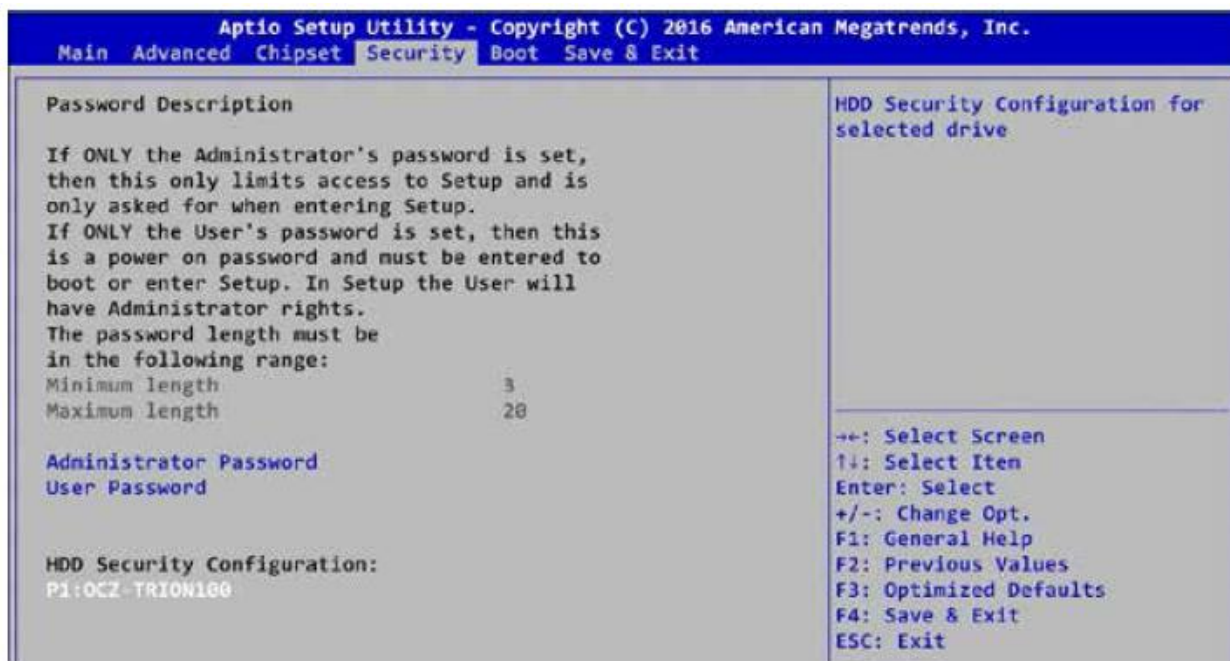 Aptio Setup Utility - Copyright (C) 2016 American Megatrends, Inc.
Main Advanced Chipset Security Boot Save & Exit
Password Description
If ONLY the Administrator's password is set,
then this only limits access to Setup and is
only asked for when entering Setup.
If ONLY the User's password is set, then this
is a power on password and must be entered to
boot or enter Setup. In Setup the User will
have Administrator rights.
The password length must be
in the following range:
Minimum length 3
Maximum length 20
Administrator Password
User Password
HDD Security Configuration:
P1:OCZ-TRION100
HDD Security Configuration for
selected drive
→←: Select Screen
↑↓: Select Item
Enter: Select
+/-: Change Opt.
F1: General Help
F2: Previous Values
F3: Optimized Defaults
F4: Save & Exit
ESC: Exit